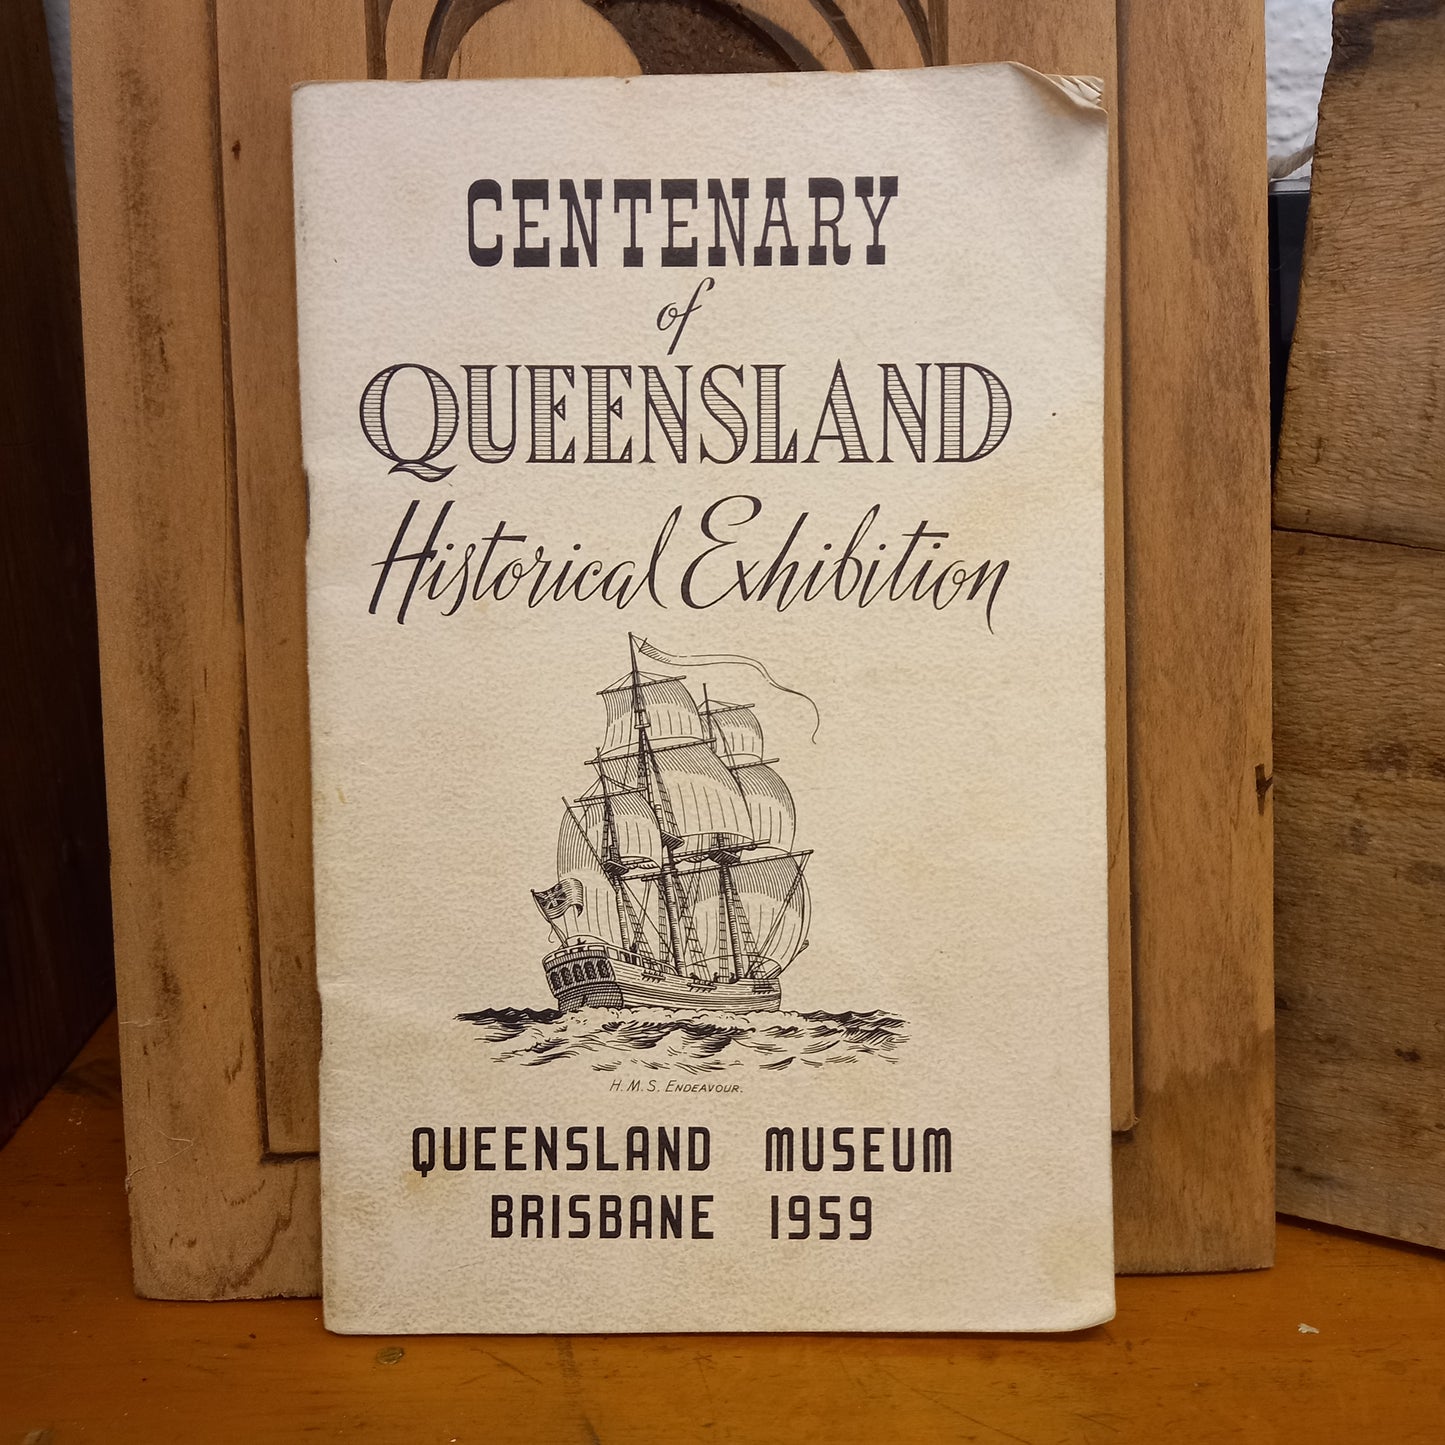 CENTENARY
of
QUEENSLAND
Historical Exhibition
H. M. S. ENDEAVOUR.
QUEENSLAND MUSEUM
BRISBANE 1959